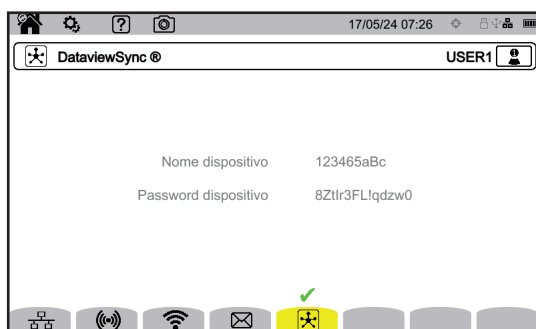 17/05/24 07:26
DataviewSync ® USER1
Nome dispositivo 123465aBc
Password dispositivo 8ZtIr3FL!qdzw0